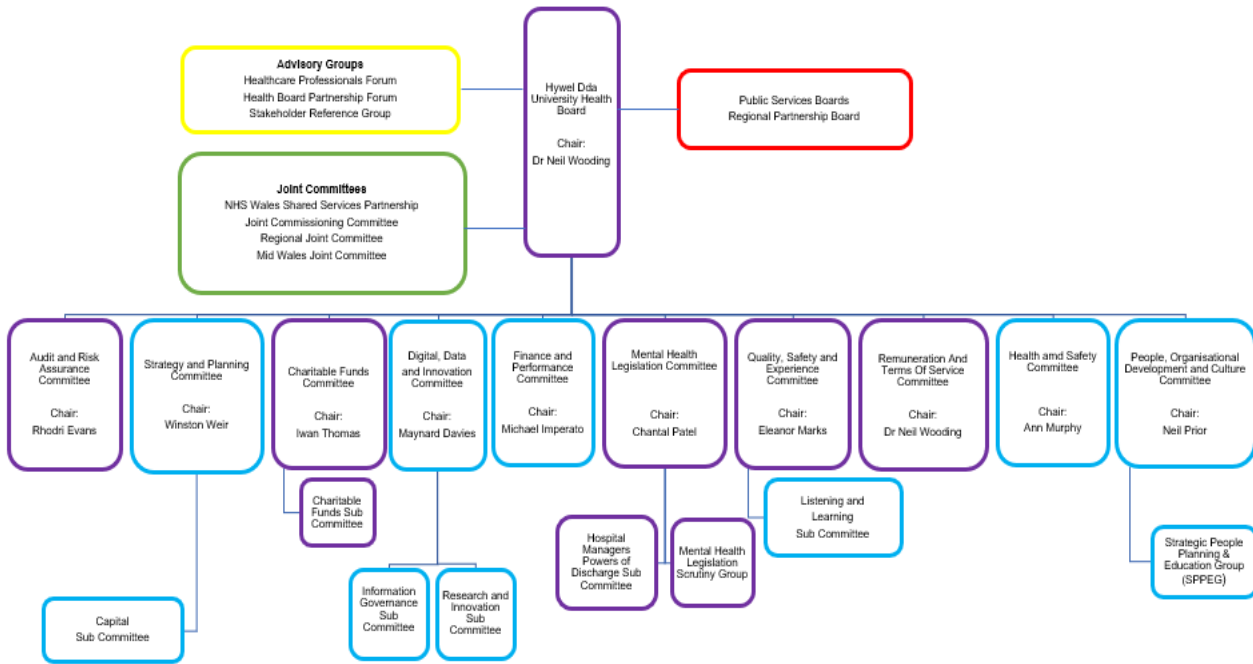 Advisory Groups
Healthcare Professionals Forum
Health Board Partnership Forum
Stakeholder Reference Group
Hywel Dda
University Health
Board
Chair:
Dr Neil Wooding
Public Services Boards
Regional Partnership Board
Joint Committees
NHS Wales Shared Services Partnership
Joint Commissioning Committee
Regional Joint Committee
Mid Wales Joint Committee
Audit and Risk
Assurance
Committee
Chair:
Rhodri Evans
Strategy and Planning
Committee
Chair:
Winston Weir
Charitable Funds
Committee
Chair:
Iwan Thomas
Digital, Data
and Innovation
Committee
Chair:
Maynard Davies
Finance and
Performance
Committee
Chair:
Michael Imperato
Mental Health
Legislation Committee
Chair:
Chantal Patel
Quality, Safety and
Experience
Committee
Chair:
Eleanor Marks
Remuneration And
Terms Of Service
Committee
Chair:
Dr Neil Wooding
Health amd Safety
Committee
Chair:
Ann Murphy
People, Organisational
Development and Culture
Committee
Chair:
Neil Prior
Capital
Sub Committee
Charitable
Funds Sub
Committee
Information
Governance
Sub
Committee
Research and
Innovation
Sub
Committee
Hospital
Managers
Powers of
Discharge Sub
Committee
Mental Health
Legislation
Scrutiny Group
Listening and
Learning
Sub Committee
Strategic People
Planning &
Education Group
(SPPEG)